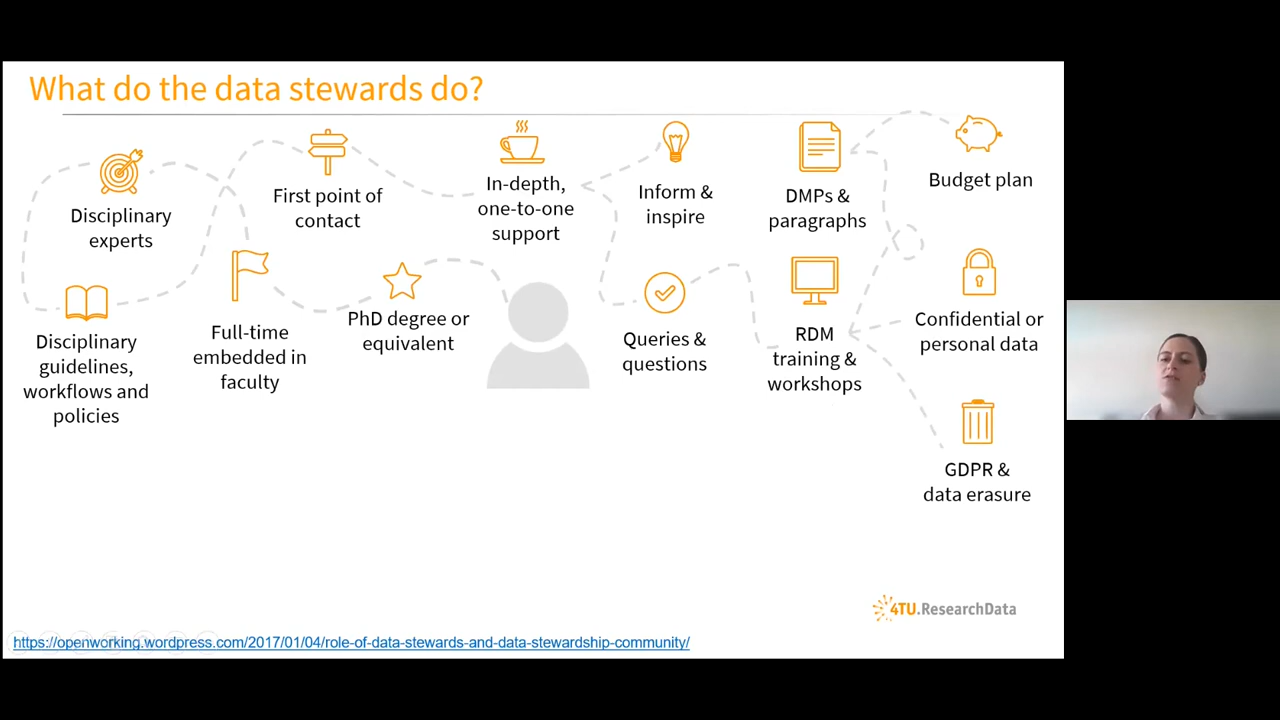 What do the data stewards do?
Disciplinary
experts
First point of
contact
In-depth,
one-to-one
support
Inform &
inspire
DMPs &
paragraphs
Budget plan
Disciplinary
guidelines,
workflows and
policies
Full-time
embedded in
faculty
PhD degree or
equivalent
Queries &
questions
RDM
training &
workshops
Confidential or
personal data
GDPR &
data erasure
4TU.ResearchData
https://openworking.wordpress.com/2017/01/04/role-of-data-stewards-and-data-stewardship-community/